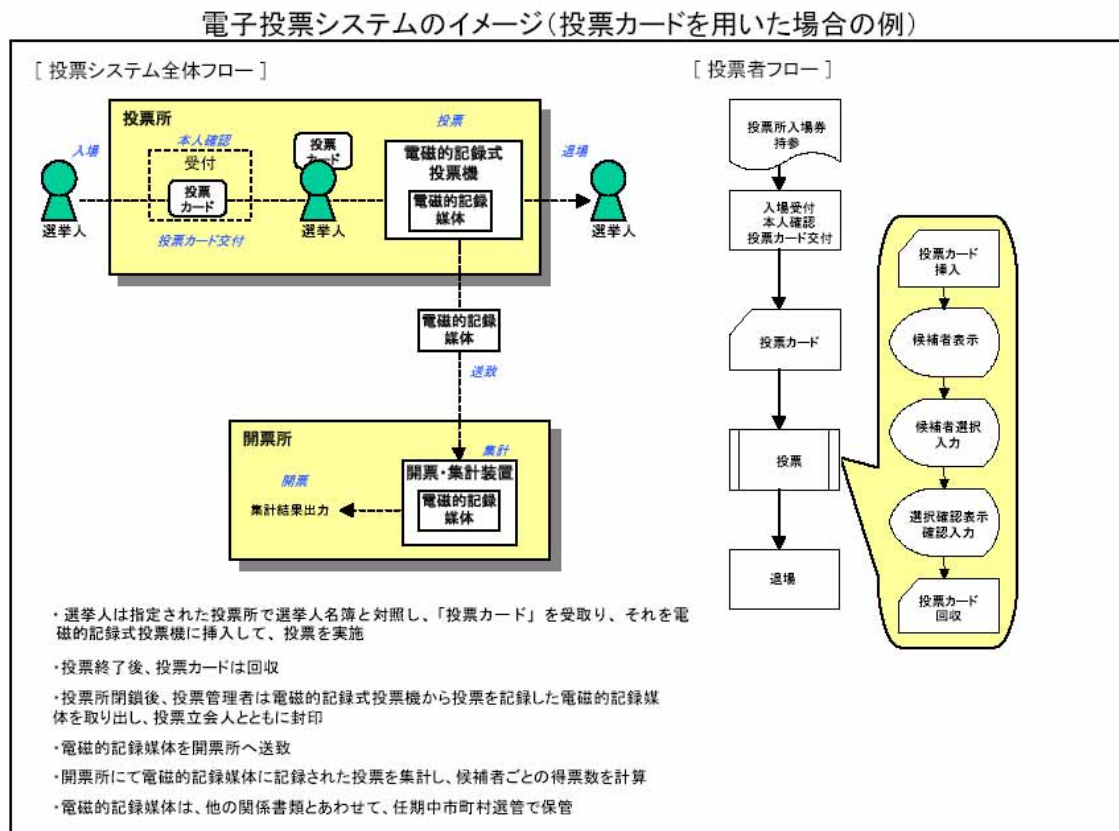 電子投票システムのイメージ(投票カードを用いた場合の例)
[ 投票システム全体フロー ]
投票所
入場
本人確認
受付
投票
カード
投票カード交付
選挙人
投票
カード
選挙人
投票
電磁的記録式
投票機
電磁的記録
媒体
退場
選挙人
電磁的記録
媒体
送致
開票所
集計
開票・集計装置
電磁的記録
媒体
開票
集計結果出力
[ 投票者フロー ]
投票所入場券
持参
入場受付
本人確認
投票カード交付
投票カード
投票
退場
投票カード
挿入
候補者表示
候補者選択
入力
選択確認表示
確認入力
投票カード
回収
・選挙人は指定された投票所で選挙人名簿と対照し、「投票カード」を受取り、それを電
磁的記録式投票機に挿入して、投票を実施
・投票終了後、投票カードは回収
・投票所閉鎖後、投票管理者は電磁的記録式投票機から投票を記録した電磁的記録媒
体を取り出し、投票立会人とともに封印
・電磁的記録媒体を開票所へ送致
・開票所にて電磁的記録媒体に記録された投票を集計し、候補者ごとの得票数を計算
・電磁的記録媒体は、他の関係書類とあわせて、任期中市町村選管で保管